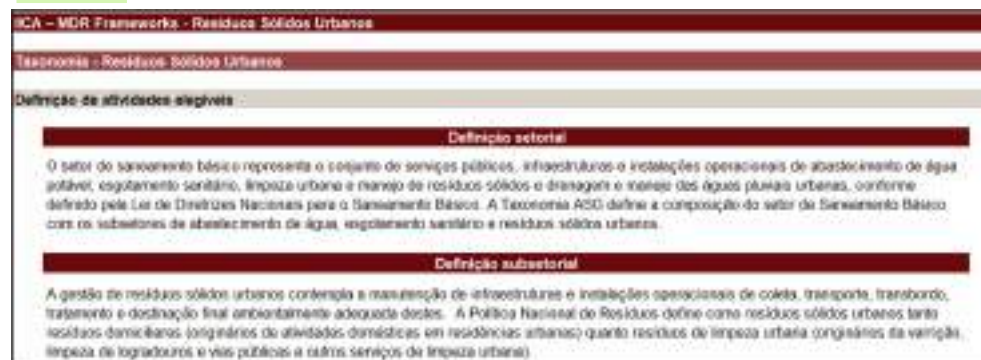 IICA – MDR Frameworks - Resíduos Sólidos Urbanos
Taxonomia - Resíduos Sólidos Urbanos
Definição de atividades elegíveis
Definição setorial
O setor do saneamento básico representa o conjunto de serviços públicos, infraestruturas e instalações operacionais de abastecimento de água
potável, esgotamento sanitário, limpeza urbana e manejo de resíduos sólidos e drenagem e manejo das águas pluviais urbanas, conforme
definido pela Lei de Diretrizes Nacionais para o Saneamento Básico. A Taxonomia ASG define a composição do setor de Saneamento Básico
com os subsetores de abastecimento de água, esgotamento sanitário e resíduos sólidos urbanos.
Definição subsetorial
A gestão de resíduos sólidos urbanos contempla a manutenção de infraestruturas e instalações operacionais de coleta, transporte, transbordo,
tratamento e destinação final ambientalmente adequada destes. A Política Nacional de Resíduos define como resíduos sólidos urbanos tanto
resíduos domiciliares (originários de atividades domésticas em residências urbanas) quanto resíduos de limpeza urbana (originários da varrição,
limpeza de logradouros e vias públicas e outros serviços de limpeza urbana)